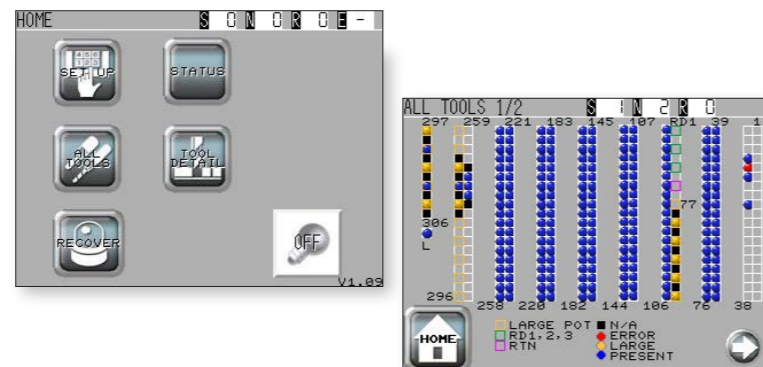 HOME S 0 N 0 R 0 E -
SET UP
STATUS
ALL TOOLS
TOOL DETAIL
RECOVER
OFF
V1.09
ALL TOOLS 1/2 S 1 N 2 R 0
297 259 221 183 145 107 RD1 39 1
77
306
L
296 258 220 182 144 106 76 38
LARGE POT N/A
RD1,2,3 ERROR
RTN LARGE
PRESENT
HOME